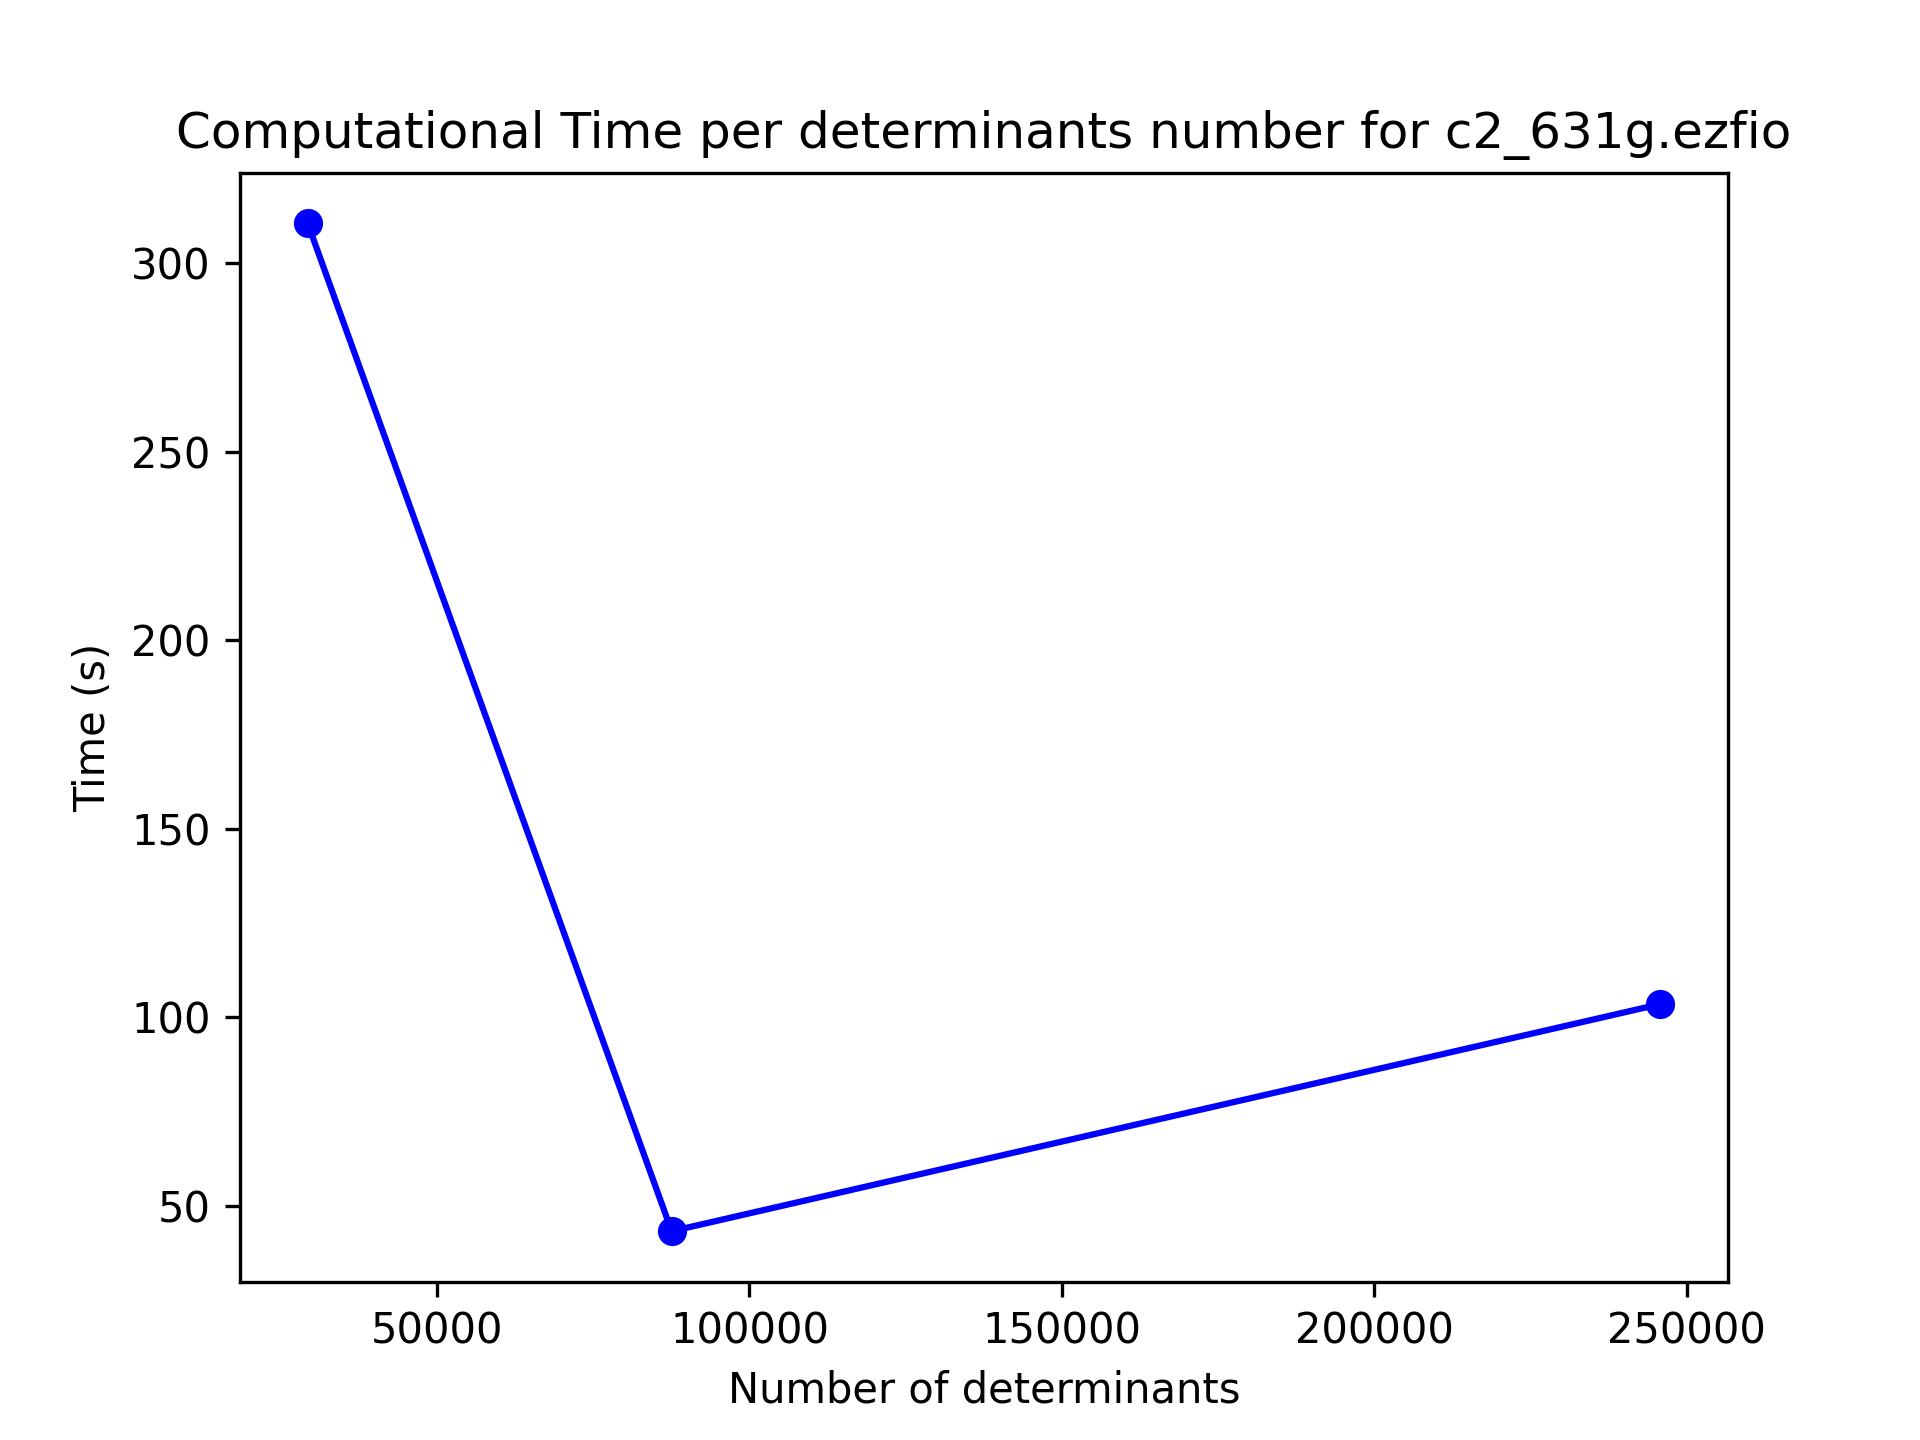 Computational Time per determinants number for c2_631g.ezfio
300
250
200
150
100
50
Time (s)
50000 100000 150000 200000 250000
Number of determinants